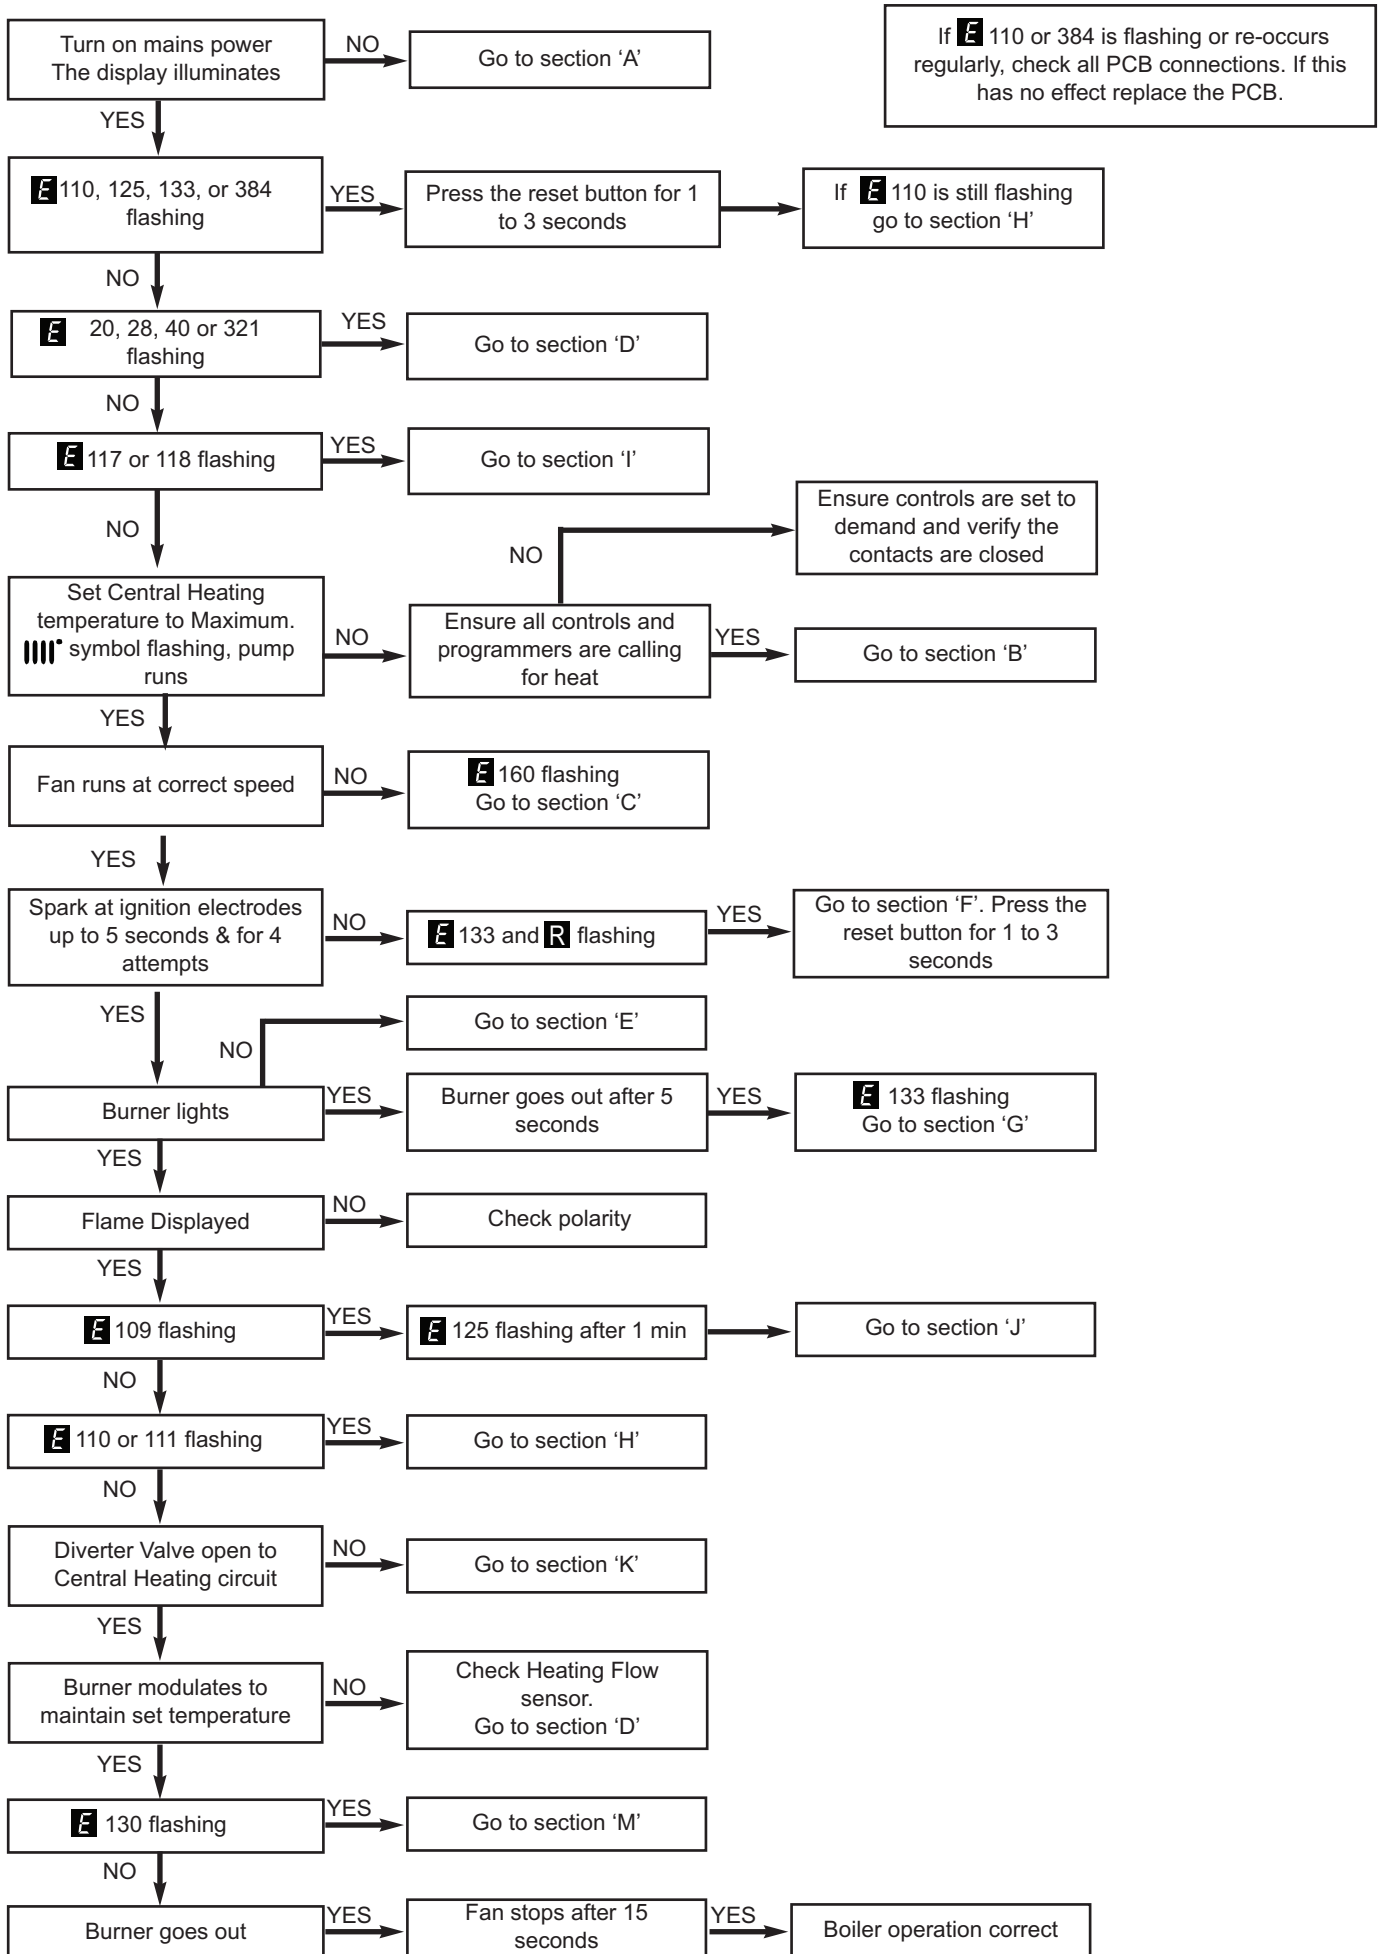 Turn on mains power
The display illuminates
NO
Go to section ‘A’
If E 110 or 384 is flashing or re-occurs
regularly, check all PCB connections. If this
has no effect replace the PCB.
YES
E 110, 125, 133, or 384
flashing
YES
Press the reset button for 1
to 3 seconds
If E 110 is still flashing
go to section ‘H’
NO
E 20, 28, 40 or 321
flashing
YES
Go to section ‘D’
NO
E 117 or 118 flashing
YES
Go to section ‘I’
NO
Ensure controls are set to
demand and verify the
contacts are closed
NO
Set Central Heating
temperature to Maximum.
symbol flashing, pump
runs
NO
Ensure all controls and
programmers are calling
for heat
YES
Go to section ‘B’
YES
Fan runs at correct speed
NO
E 160 flashing
Go to section ‘C’
YES
Spark at ignition electrodes
up to 5 seconds & for 4
attempts
NO
E 133 and R flashing
YES
Go to section ‘F’. Press the
reset button for 1 to 3
seconds
YES
NO
Go to section ‘E’
Burner lights
YES
Burner goes out after 5
seconds
YES
E 133 flashing
Go to section ‘G’
YES
Flame Displayed
NO
Check polarity
YES
E 109 flashing
YES
E 125 flashing after 1 min
Go to section ‘J’
NO
E 110 or 111 flashing
YES
Go to section ‘H’
NO
Diverter Valve open to
Central Heating circuit
NO
Go to section ‘K’
YES
Burner modulates to
maintain set temperature
NO
Check Heating Flow
sensor.
Go to section ‘D’
YES
E 130 flashing
YES
Go to section ‘M’
NO
Burner goes out
YES
Fan stops after 15
seconds
YES
Boiler operation correct